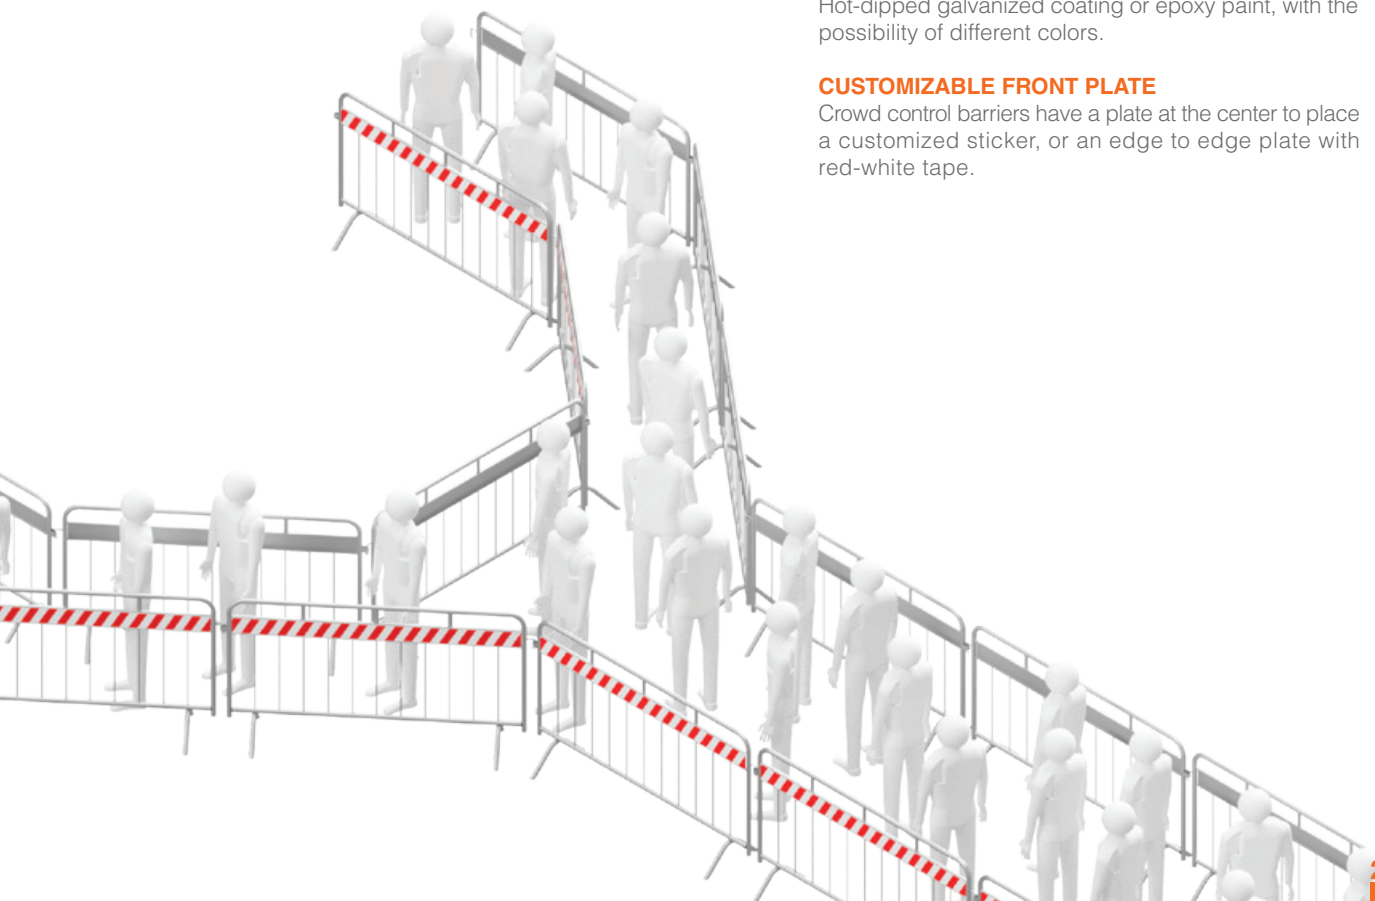 Hot-dipped galvanized coating or epoxy paint, with the
possibility of different colors.
CUSTOMIZABLE FRONT PLATE
Crowd control barriers have a plate at the center to place
a customized sticker, or an edge to edge plate with
red-white tape.